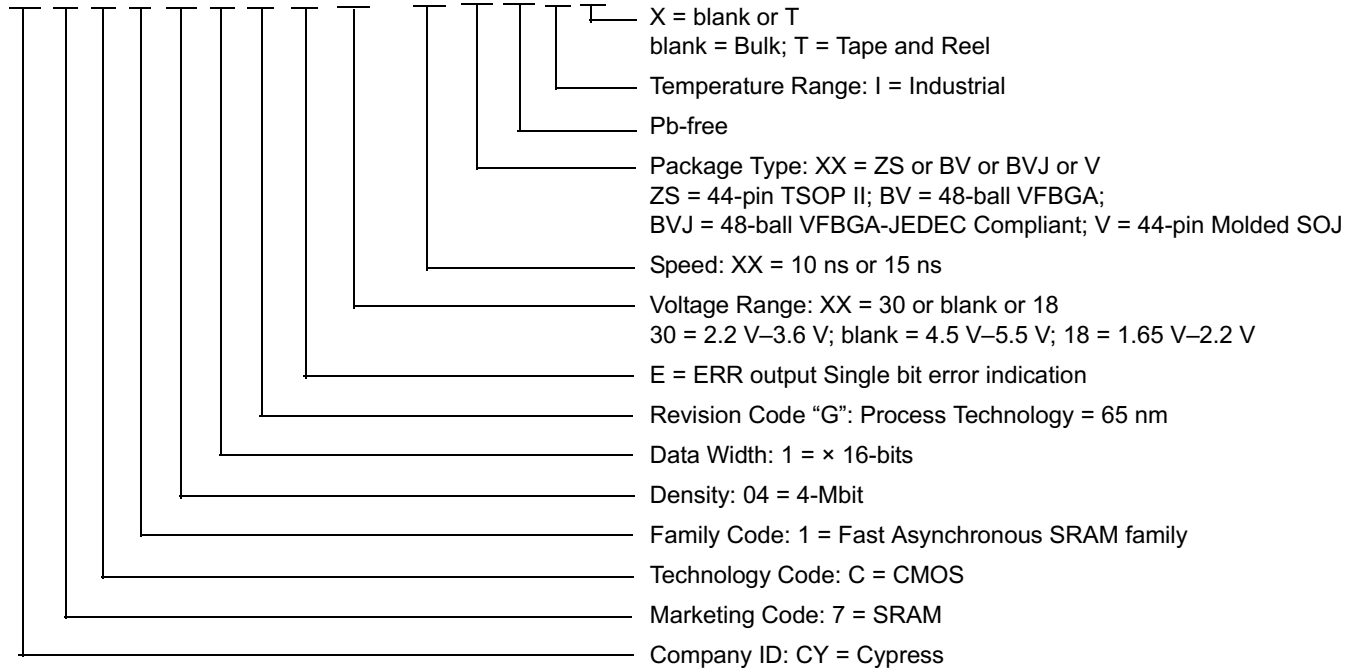 X = blank or T
blank = Bulk; T = Tape and Reel
Temperature Range: I = Industrial
Pb-free
Package Type: XX = ZS or BV or BVJ or V
ZS = 44-pin TSOP II; BV = 48-ball VFBGA;
BVJ = 48-ball VFBGA-JEDEC Compliant; V = 44-pin Molded SOJ
Speed: XX = 10 ns or 15 ns
Voltage Range: XX = 30 or blank or 18
30 = 2.2 V–3.6 V; blank = 4.5 V–5.5 V; 18 = 1.65 V–2.2 V
E = ERR output Single bit error indication
Revision Code “G”: Process Technology = 65 nm
Data Width: 1 = × 16-bits
Density: 04 = 4-Mbit
Family Code: 1 = Fast Asynchronous SRAM family
Technology Code: C = CMOS
Marketing Code: 7 = SRAM
Company ID: CY = Cypress